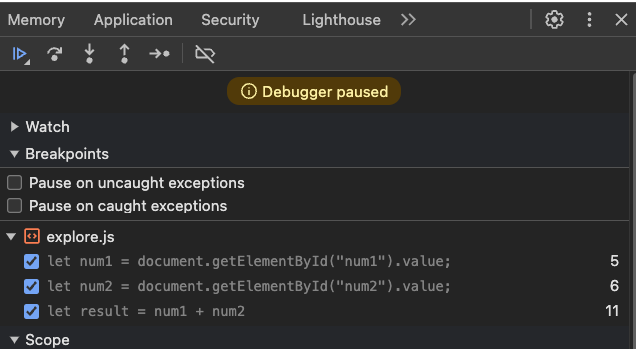 Memory Application Security Lighthouse
Debugger paused
Watch
Breakpoints
Pause on uncaught exceptions
Pause on caught exceptions
explore.js
let num1 = document.getElementById("num1").value; 5
let num2 = document.getElementById("num2").value; 6
let result = num1 + num2 11
Scope